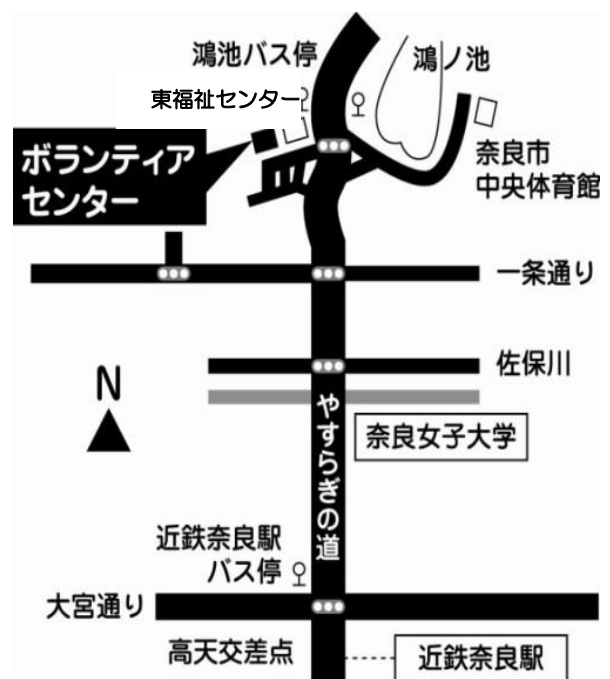 鴻池バス停
鴻ノ池
東福祉センター
ボランティア
センター
奈良市
中央体育館
一条通り
佐保川
N
やすらぎの道
奈良女子大学
近鉄奈良駅
バス停
大宮通り
高天交差点
近鉄奈良駅